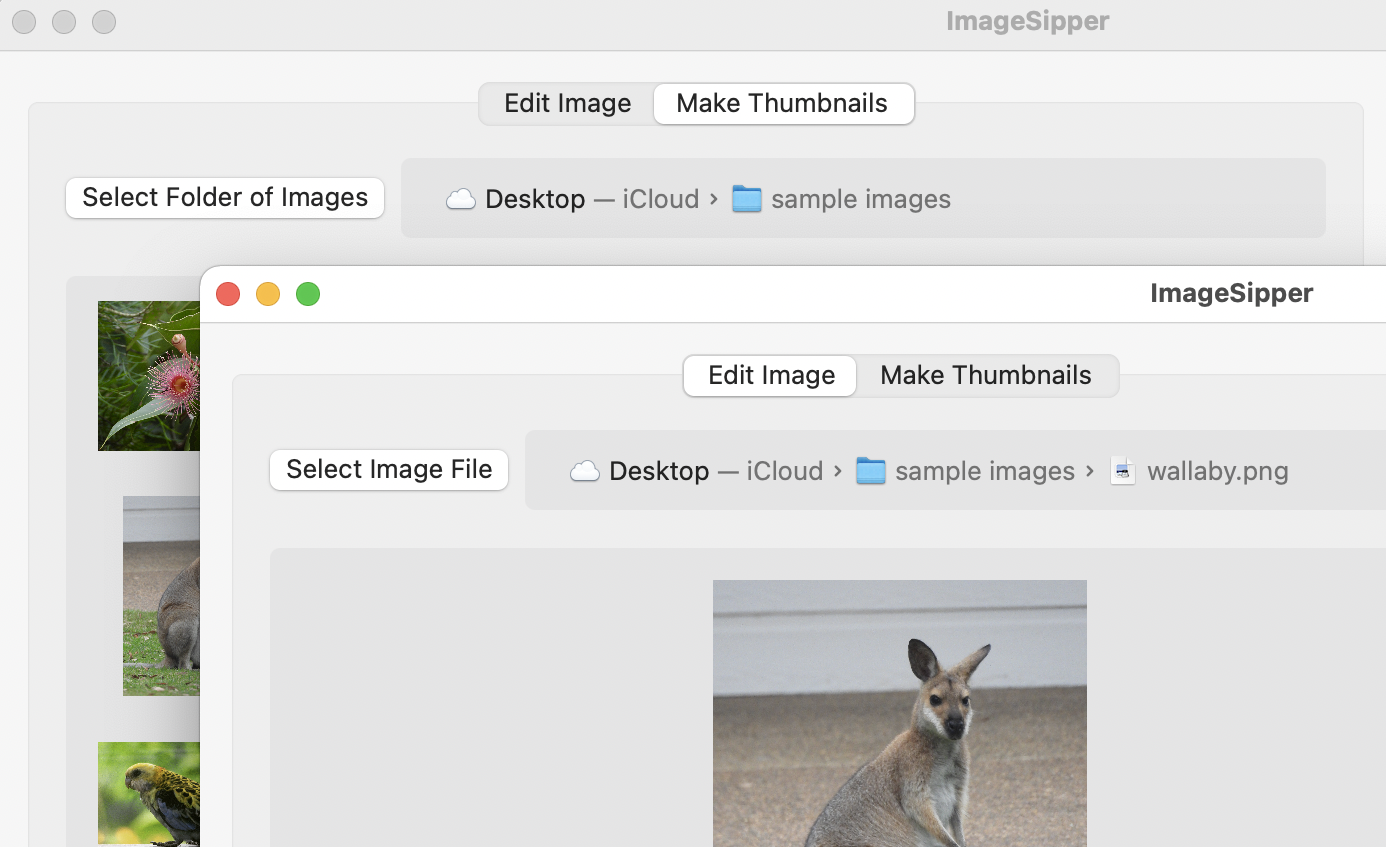 ImageSipper
Edit Image Make Thumbnails
Select Folder of Images Desktop — iCloud › sample images
ImageSipper
Edit Image Make Thumbnails
Select Image File Desktop — iCloud › sample images › wallaby.png